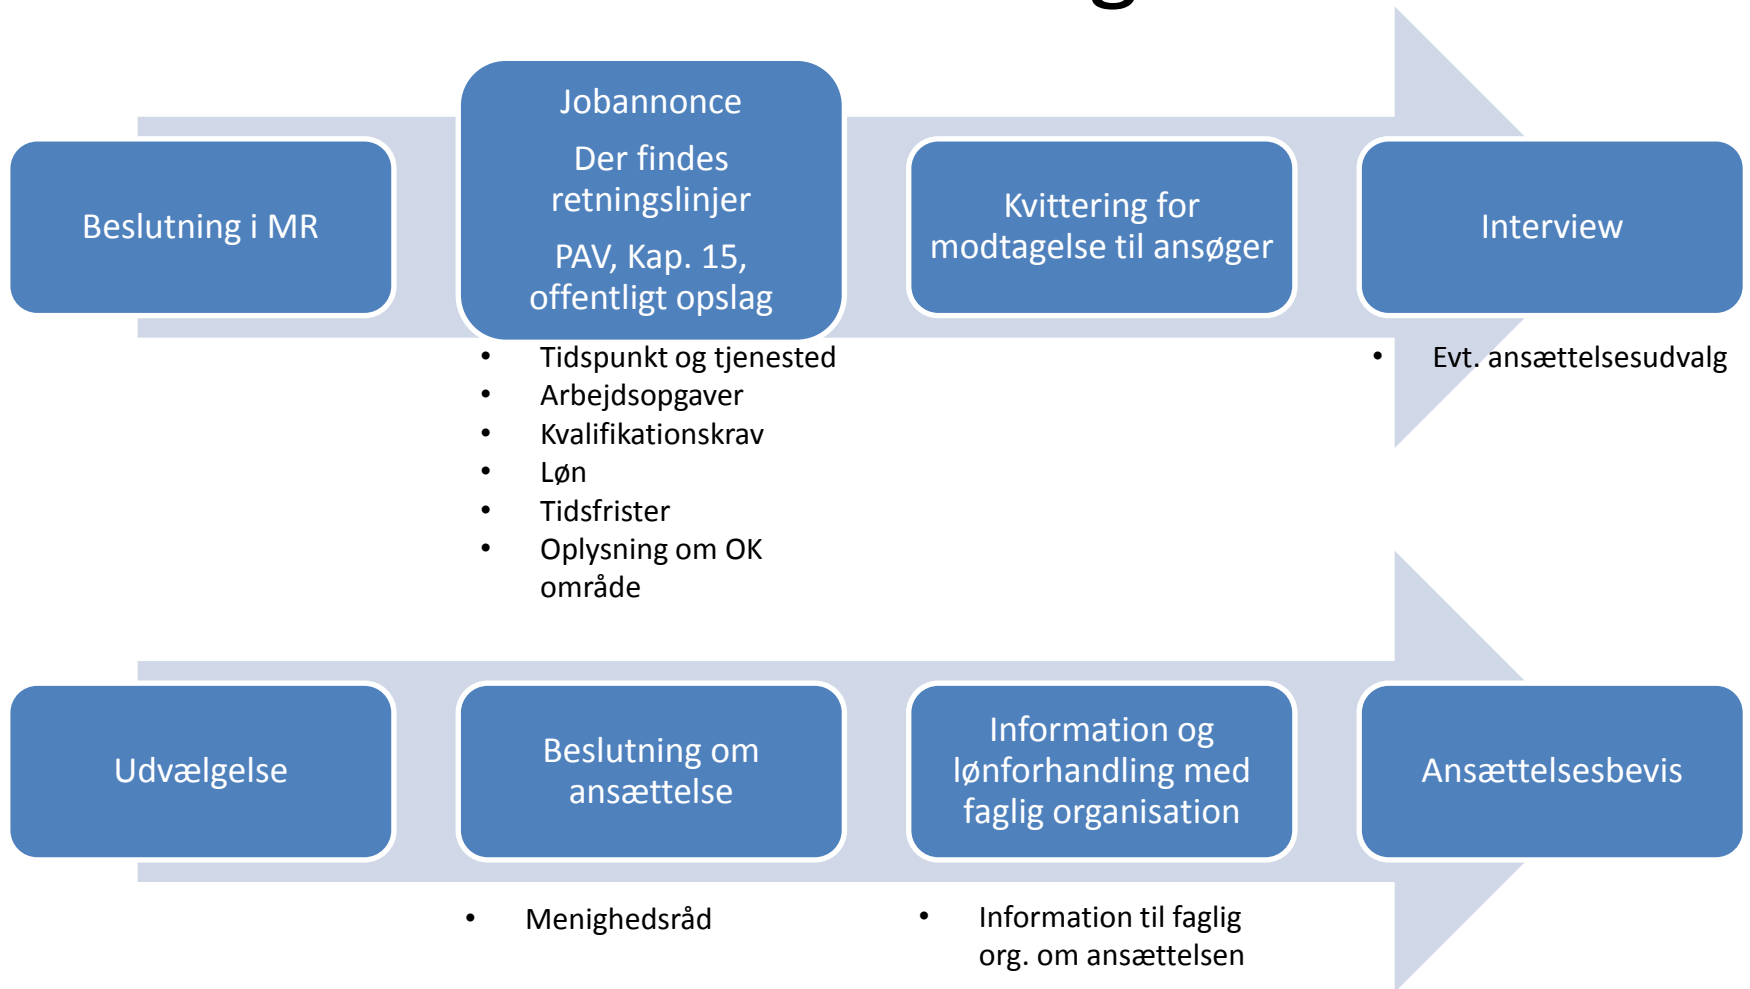 Beslutning i MR
Jobannonce
Der findes
retningslinjer
PAV, Kap. 15,
offentligt opslag
Kvittering for
modtagelse til ansøger
Interview
• Tidspunkt og tjenested
• Arbejdsopgaver
• Kvalifikationskrav
• Løn
• Tidsfrister
• Oplysning om OK
område
• Evt. ansættelsesudvalg
Udvælgelse
Beslutning om
ansættelse
Information og
lønforhandling med
faglig organisation
Ansættelsesbevis
• Menighedsråd
• Information til faglig
org. om ansættelsen